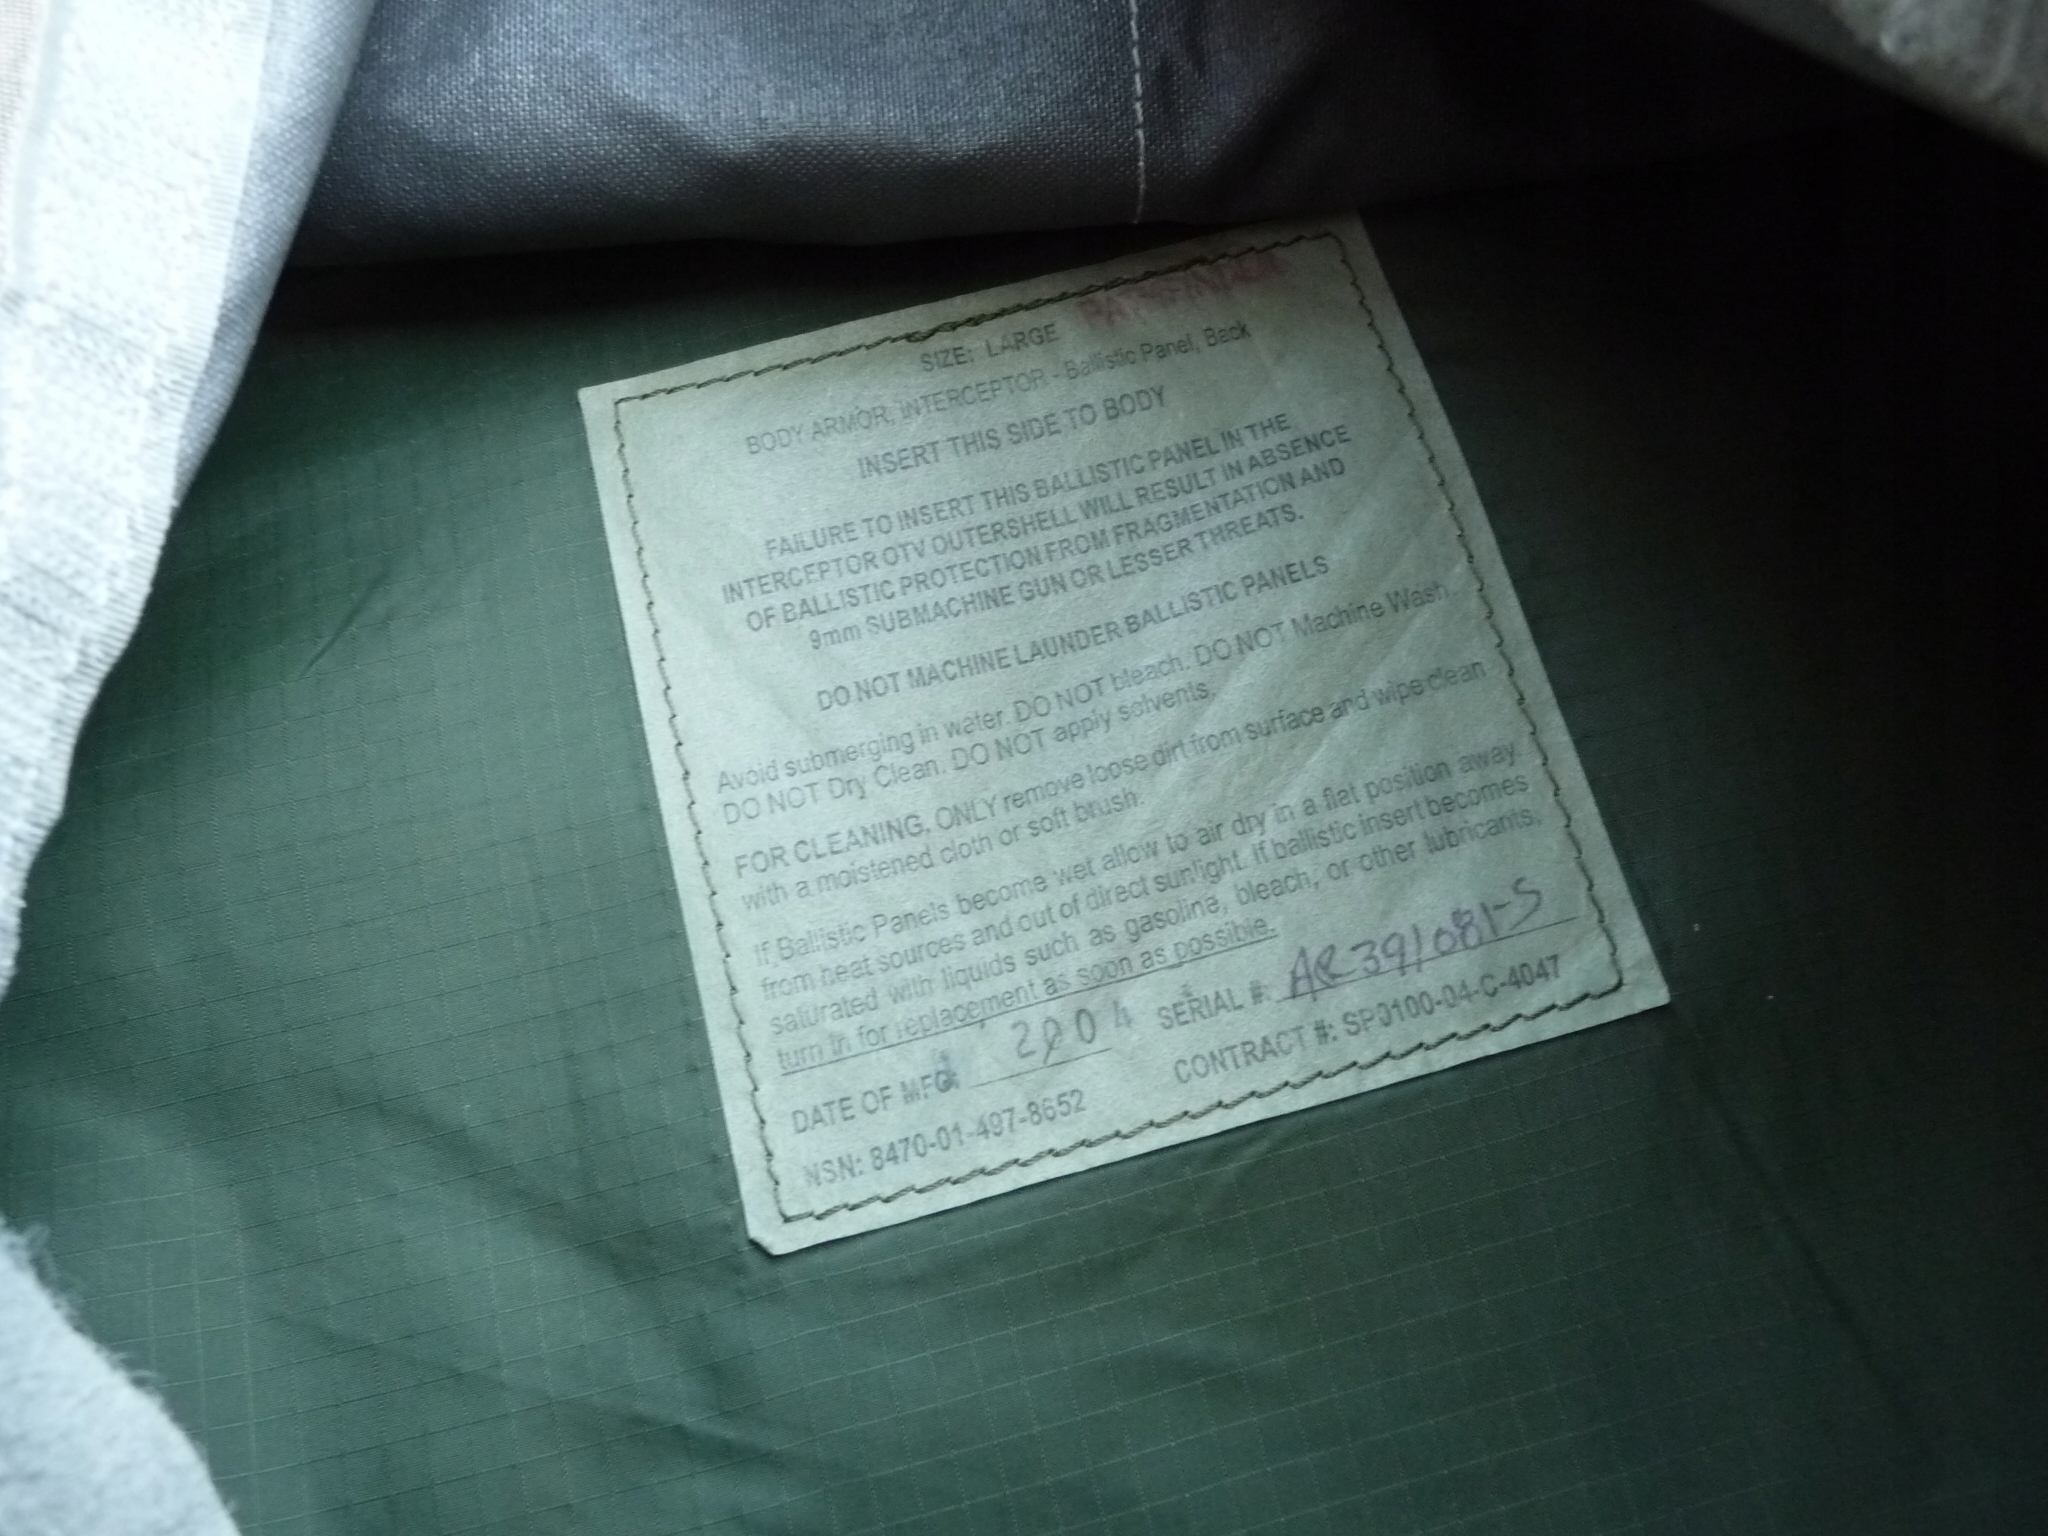 SIZE: LARGE
BODY ARMOR, INTERCEPTOR - Ballistic Panel, Back
INSERT THIS SIDE TO BODY
FAILURE TO INSERT THIS BALLISTIC PANEL IN THE
INTERCEPTOR OTV OUTERSHELL WILL RESULT IN ABSENCE
OF BALLISTIC PROTECTION FROM FRAGMENTATION AND
9mm SUBMACHINE GUN OR LESSER THREATS.
DO NOT MACHINE LAUNDER BALLISTIC PANELS
Avoid submerging in water. DO NOT bleach. DO NOT Machine Wash.
DO NOT Dry Clean. DO NOT apply solvents.
FOR CLEANING, ONLY remove loose dirt from surface and wipe clean
with a moistened cloth or soft brush.
If Ballistic Panels become wet allow to air dry in a flat position away
from heat sources and out of direct sunlight. If ballistic insert becomes
saturated with liquids such as gasoline, bleach, or other lubricants,
turn in for replacement as soon as possible.
DATE OF MFG 2004 SERIAL #: AR391081-S
NSN: 8470-01-497-8652 CONTRACT #: SP0100-04-C-4047